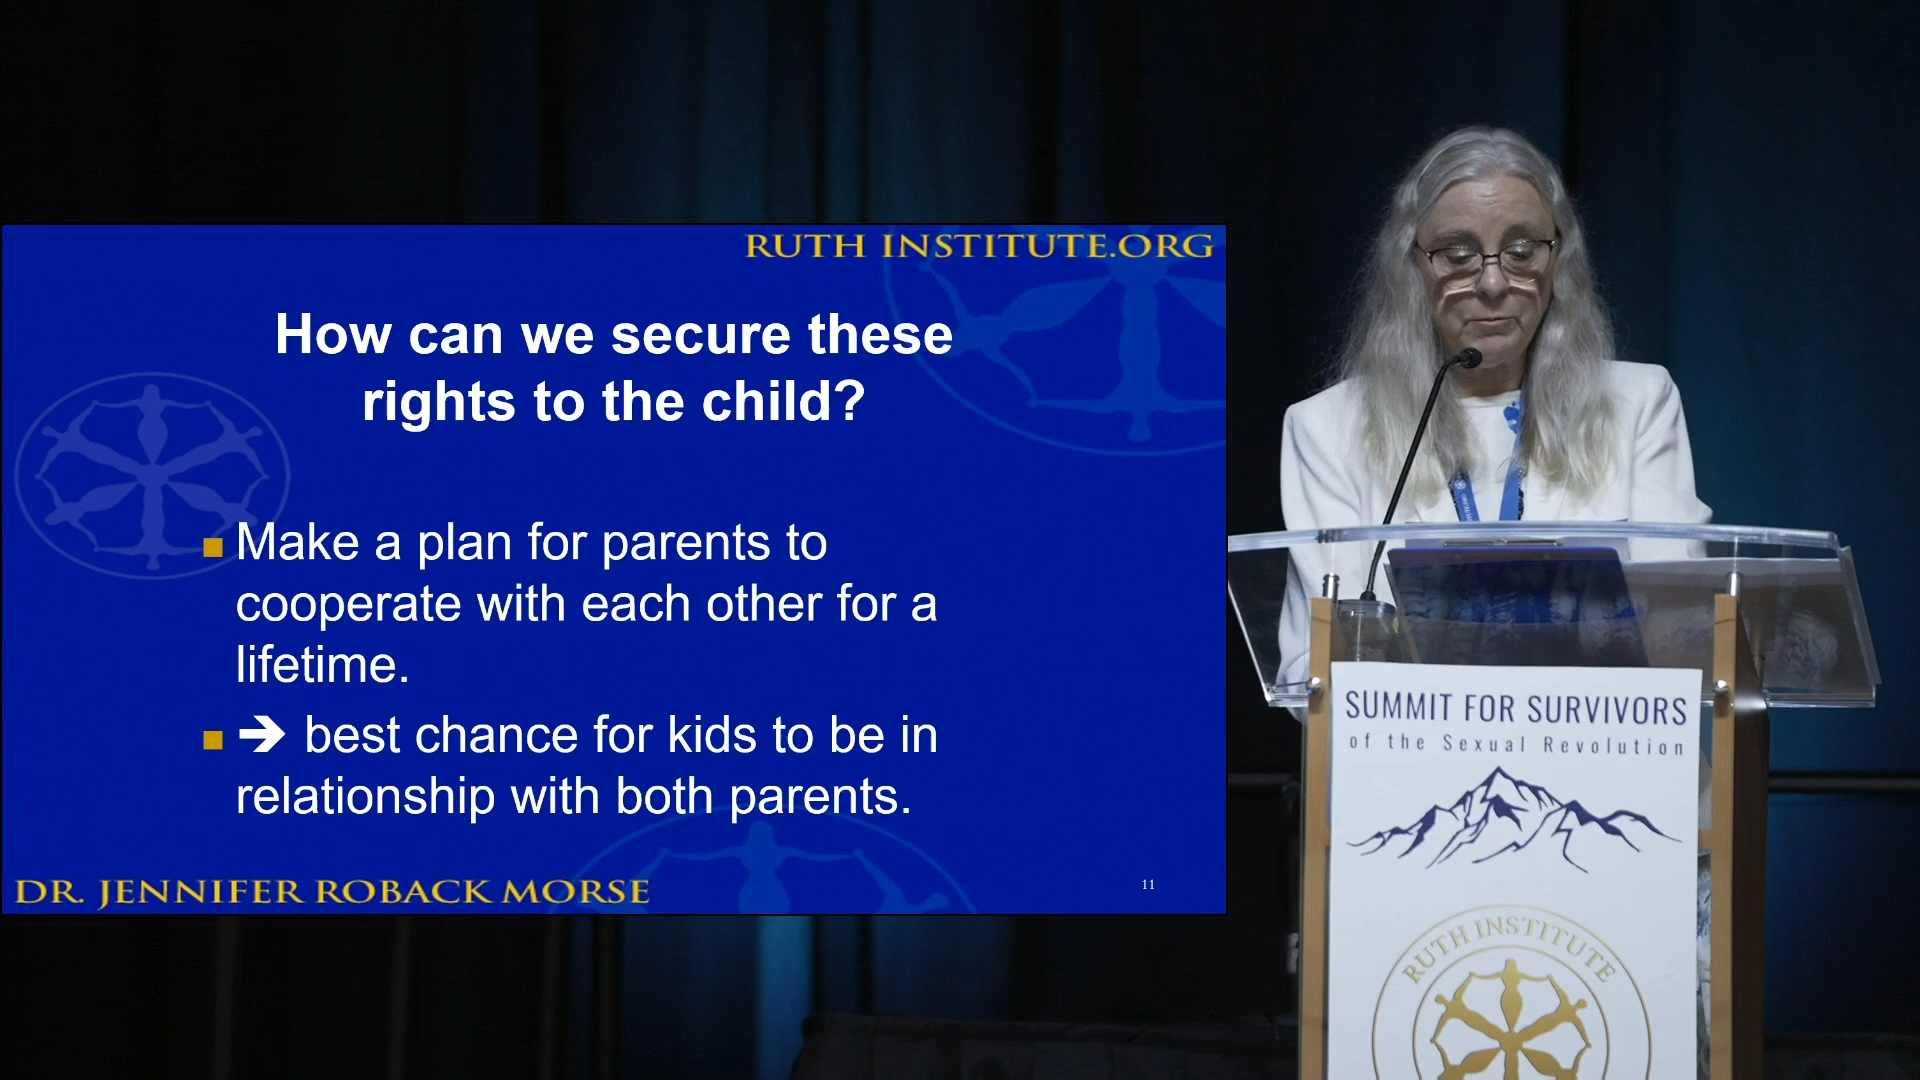 RUTH INSTITUTE.ORG
How can we secure these
rights to the child?
Make a plan for parents to
cooperate with each other for a
lifetime.
➔ best chance for kids to be in
relationship with both parents.
DR. JENNIFER ROBACK MORSE
11
SUMMIT FOR SURVIVORS
of the Sexual Revolution
RUTH INSTITUTE